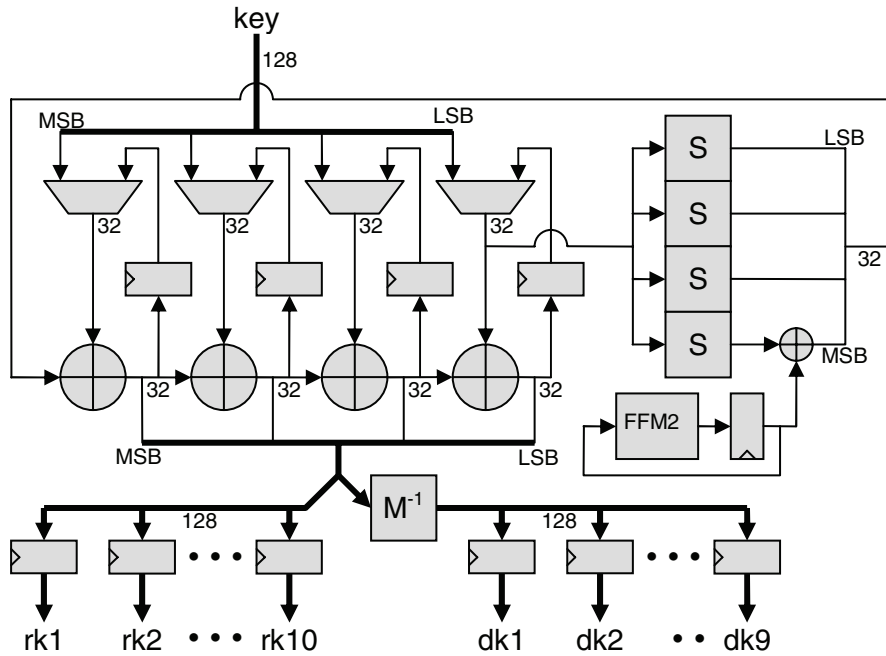 key
128
MSB
LSB
32
32
32
32
S
S
S
S
LSB
32
MSB
32
32
32
32
FFM2
MSB
LSB
M-1
128
128
rk1
rk2
• • •
rk10
dk1
dk2
• •
dk9